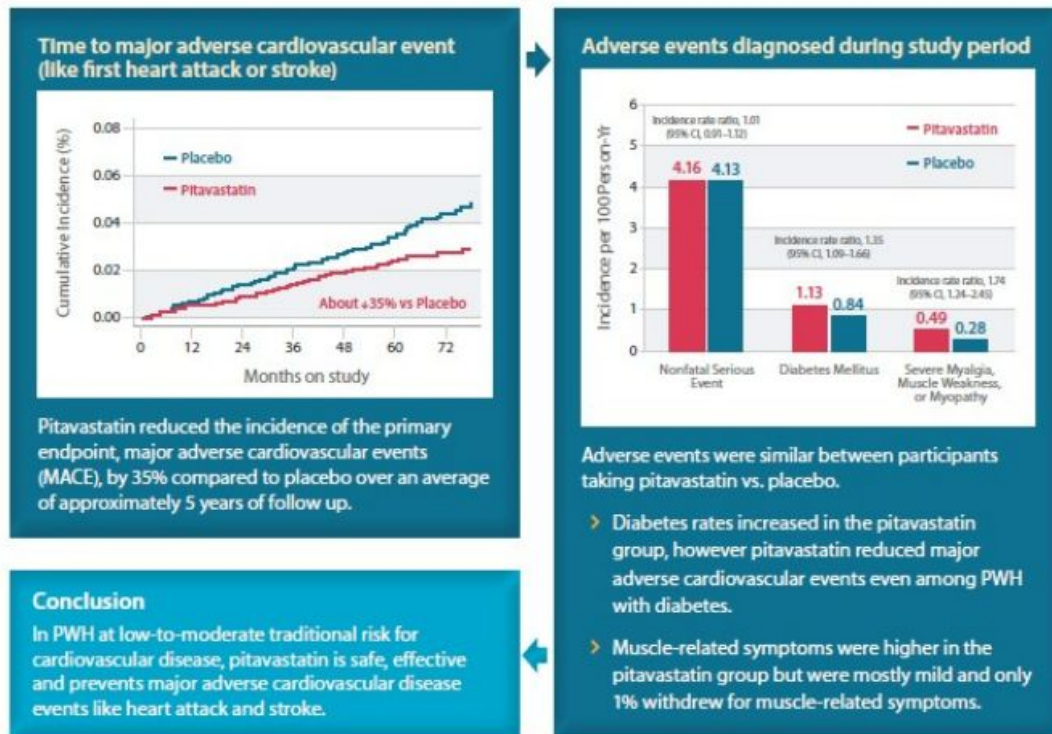 Time to major adverse cardiovascular event
(like first heart attack or stroke)
Cumulative Incidence (%)
0.08
0.06
0.04
0.02
0.00
Placebo
Pitavastatin
About ↓35% vs Placebo
0 12 24 36 48 60 72
Months on study
Pitavastatin reduced the incidence of the primary
endpoint, major adverse cardiovascular events
(MACE), by 35% compared to placebo over an average
of approximately 5 years of follow up.
Conclusion
In PWH at low-to-moderate traditional risk for
cardiovascular disease, pitavastatin is safe, effective
and prevents major adverse cardiovascular disease
events like heart attack and stroke.
Adverse events diagnosed during study period
Incidence per 100 Person-Yr
6
5
4
3
2
1
0
Incidence rate ratio, 1.01
(95% CI, 0.91–1.12)
Pitavastatin
Placebo
4.16 4.13
Incidence rate ratio, 1.35
(95% CI, 1.09–1.66)
1.13 0.84
Incidence rate ratio, 1.74
(95% CI, 1.24–2.45)
0.49 0.28
Nonfatal Serious
Event
Diabetes Mellitus
Severe Myalgia,
Muscle Weakness,
or Myopathy
Adverse events were similar between participants
taking pitavastatin vs. placebo.
Diabetes rates increased in the pitavastatin
group, however pitavastatin reduced major
adverse cardiovascular events even among PWH
with diabetes.
Muscle-related symptoms were higher in the
pitavastatin group but were mostly mild and only
1% withdrew for muscle-related symptoms.